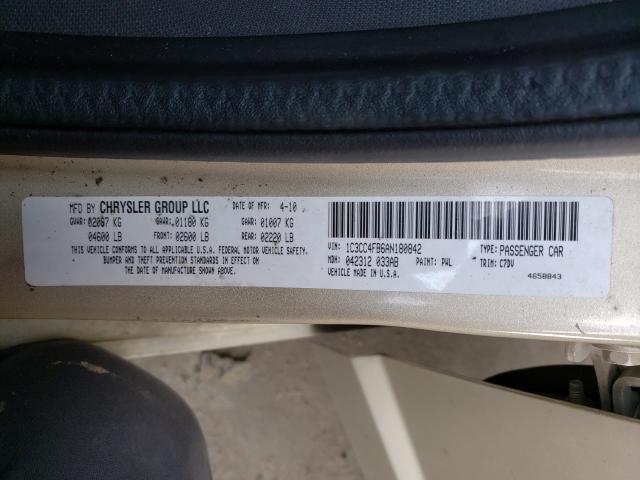 MFD BY CHRYSLER GROUP LLC DATE OF MFR: 4-10
GVWR: 02087 KG GAWR: 01180 KG GAWR: 01007 KG
04600 LB FRONT: 02600 LB REAR: 02220 LB
THIS VEHICLE CONFORMS TO ALL APPLICABLE U.S.A. FEDERAL MOTOR VEHICLE SAFETY,
BUMPER AND THEFT PREVENTION STANDARDS IN EFFECT ON
THE DATE OF MANUFACTURE SHOWN ABOVE.
VIN: 1C3CC4FB6AN180842 TYPE: PASSENGER CAR
MDH: 042312 033AB PAINT: PWL TRIM: C7DV
VEHICLE MADE IN U.S.A.
4658843